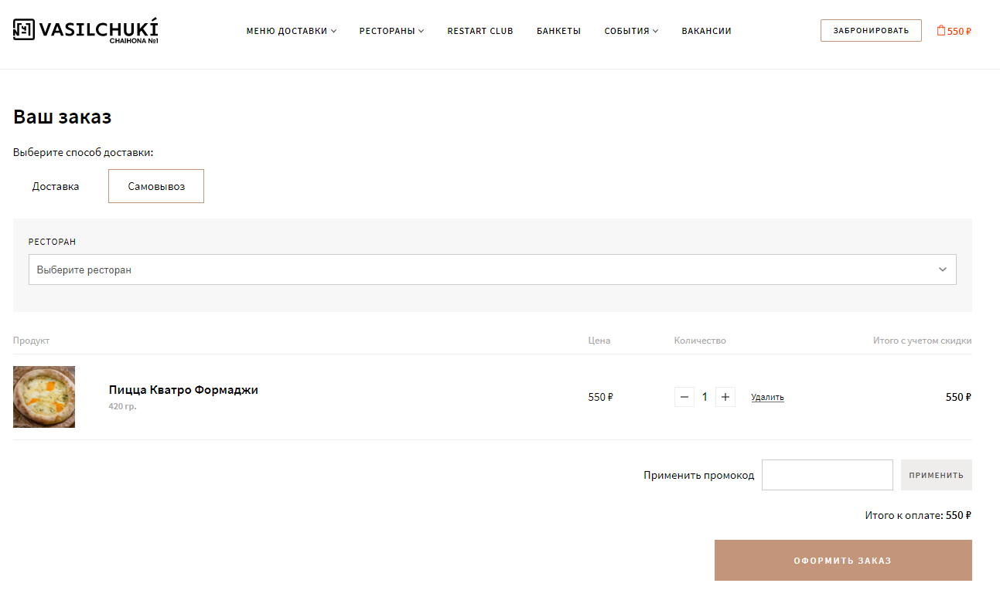 VASILCHUKÍ
CHAIHONA №1
МЕНЮ ДОСТАВКИ
РЕСТОРАНЫ
RESTART CLUB
БАНКЕТЫ
СОБЫТИЯ
ВАКАНСИИ
ЗАБРОНИРОВАТЬ
550 ₽
Ваш заказ
Выберите способ доставки:
Доставка
Самовывоз
РЕСТОРАН
Выберите ресторан
Продукт
Цена
Количество
Итого с учетом скидки
Пицца Кватро Формаджи
420 гр.
550 ₽
1
Удалить
550 ₽
Применить промокод
ПРИМЕНИТЬ
Итого к оплате: 550 ₽
ОФОРМИТЬ ЗАКАЗ